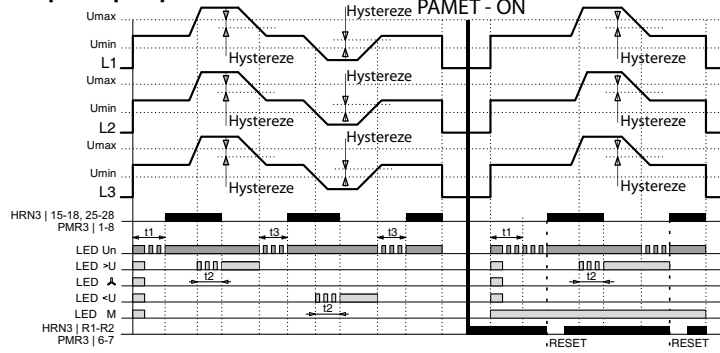 PAMET - ON
Umax
Umin
L1
Hystereze
Hystereze
Hystereze
Umax
Umin
L2
Hystereze
Hystereze
Hystereze
Umax
Umin
L3
Hystereze
Hystereze
Hystereze
HRN3 | 15-18, 25-28
PMR3 | 1-8
t1
t3
t3
t1
LED Un
LED >U
t2
t2
LED
LED <U
t2
LED M
HRN3 | R1-R2
PMR3 | 6-7
RESET
RESET